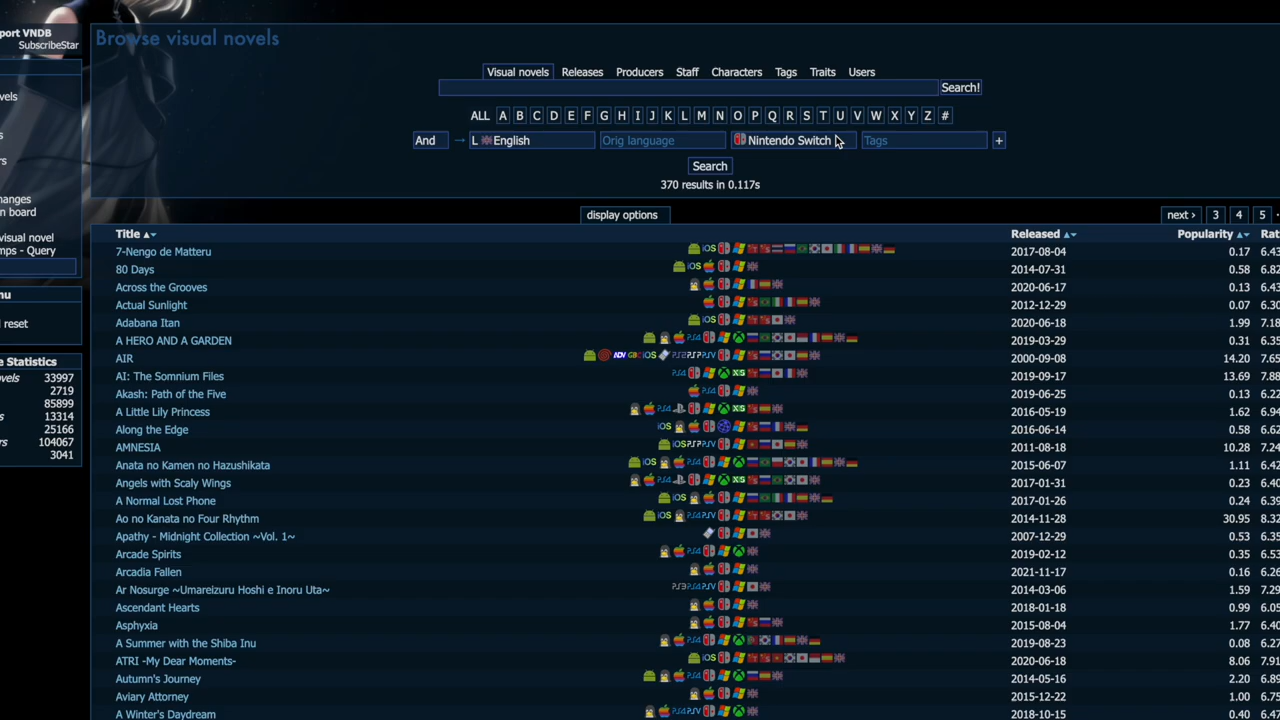 port VNDB
SubscribeStar
Browse visual novels
Visual novels Releases Producers Staff Characters Tags Traits Users
Search!
ALL A B C D E F G H I J K L M N O P Q R S T U V W X Y Z #
And → L English Orig language Nintendo Switch Tags +
Search
370 results in 0.117s
vels
s
rs
hanges
n board
visual novel
mps - Query
nu
l reset
e Statistics
ovels 33997
2719
85899
s 13314
25166
rs 104067
3041
display options
next › 3 4 5
Title ▲▾ Released ▲▾ Popularity ▲▾ Rat
7-Nengo de Matteru 2017-08-04 0.17 6.43
80 Days 2014-07-31 0.58 6.82
Across the Grooves 2020-06-17 0.13 6.43
Actual Sunlight 2012-12-29 0.07 6.30
Adabana Itan 2020-06-18 1.99 7.18
A HERO AND A GARDEN 2019-03-29 0.31 6.41
AIR 2000-09-08 14.20 7.65
AI: The Somnium Files 2019-09-17 13.69 7.88
Akash: Path of the Five 2019-06-25 0.13 6.22
A Little Lily Princess 2016-05-19 1.62 6.94
Along the Edge 2016-06-14 0.58 6.62
AMNESIA 2011-08-18 10.28 7.24
Anata no Kamen no Hazushikata 2015-06-07 1.11 6.42
Angels with Scaly Wings 2017-01-31 0.23 6.40
A Normal Lost Phone 2017-01-26 0.24 6.39
Ao no Kanata no Four Rhythm 2014-11-28 30.95 8.32
Apathy - Midnight Collection ~Vol. 1~ 2007-12-29 0.53 6.35
Arcade Spirits 2019-02-12 0.35 6.53
Arcadia Fallen 2021-11-17 0.16 6.26
Ar Nosurge ~Umareizuru Hoshi e Inoru Uta~ 2014-03-06 1.59 7.29
Ascendant Hearts 2018-01-18 0.99 6.05
Asphyxia 2015-08-04 1.77 6.40
A Summer with the Shiba Inu 2019-08-23 0.08 6.27
ATRI -My Dear Moments- 2020-06-18 8.06 7.91
Autumn's Journey 2014-05-16 2.20 6.89
Aviary Attorney 2015-12-22 1.00 6.75
A Winter's Daydream 2018-10-15 0.40 6.47